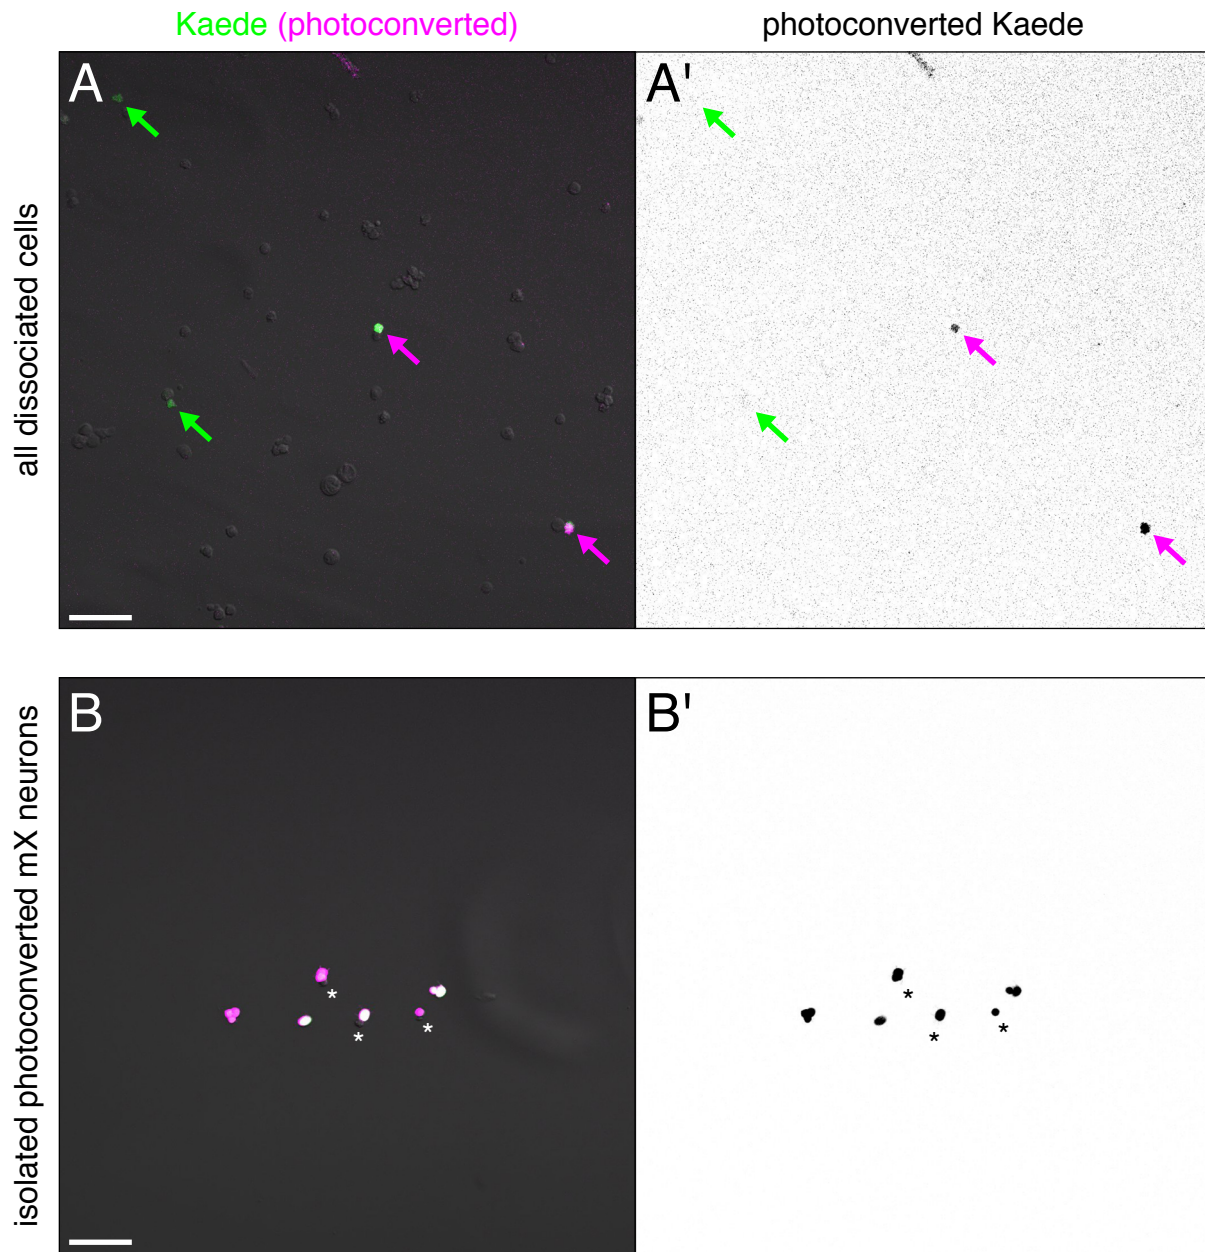 Kaede (photoconverted)
photoconverted Kaede
all dissociated cells
A
A'
isolated photoconverted mX neurons
B
B'
*
*
*
*
*
*